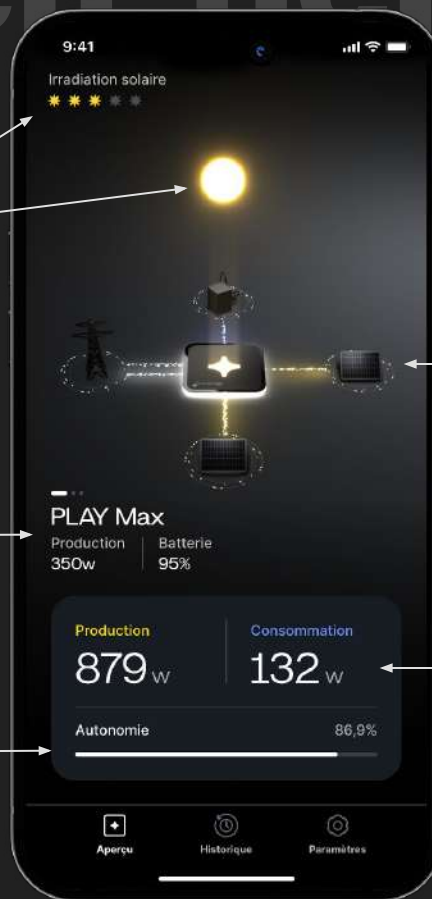 9:41
Irradiation solaire
PLAY Max
Production Batterie
350w 95%
Production Consommation
879 w 132 w
Autonomie 86,9%
Aperçu Historique Paramètres